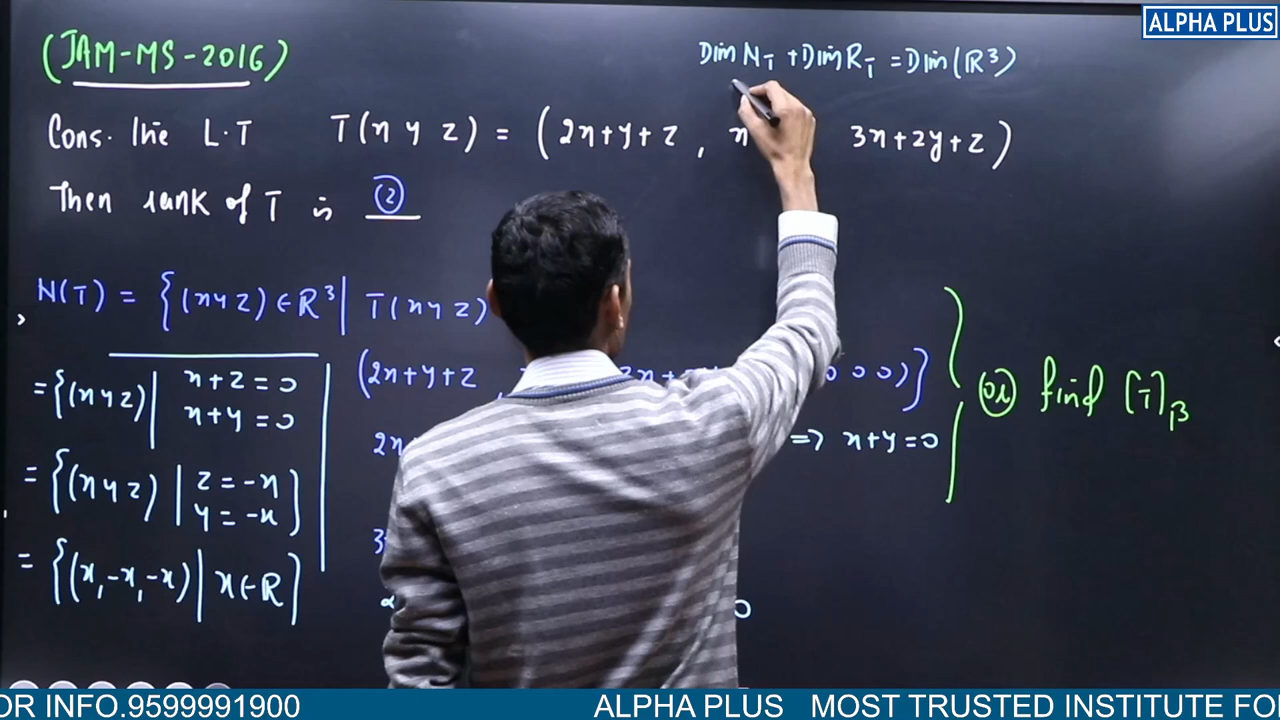 ALPHA PLUS
(JAM-MS-2016)
Dim N_T + Dim R_T = Dim(ℝ³)
Cons. the L.T T(x y z) = (2x+y+z , x 3x+2y+z)
Then rank of T is ②
N(T) = {(x y z) ∈ ℝ³ | T(x y z)
(2x+y+z , 0 0 0)}
= {(x y z) | x+z=0
x+y=0
⇒ x+y=0
= {(x y z) | z=-x
y=-x}
= {(x,-x,-x) | x∈ℝ}
find [T]_β
OR INFO.9599991900 ALPHA PLUS MOST TRUSTED INSTITUTE FO